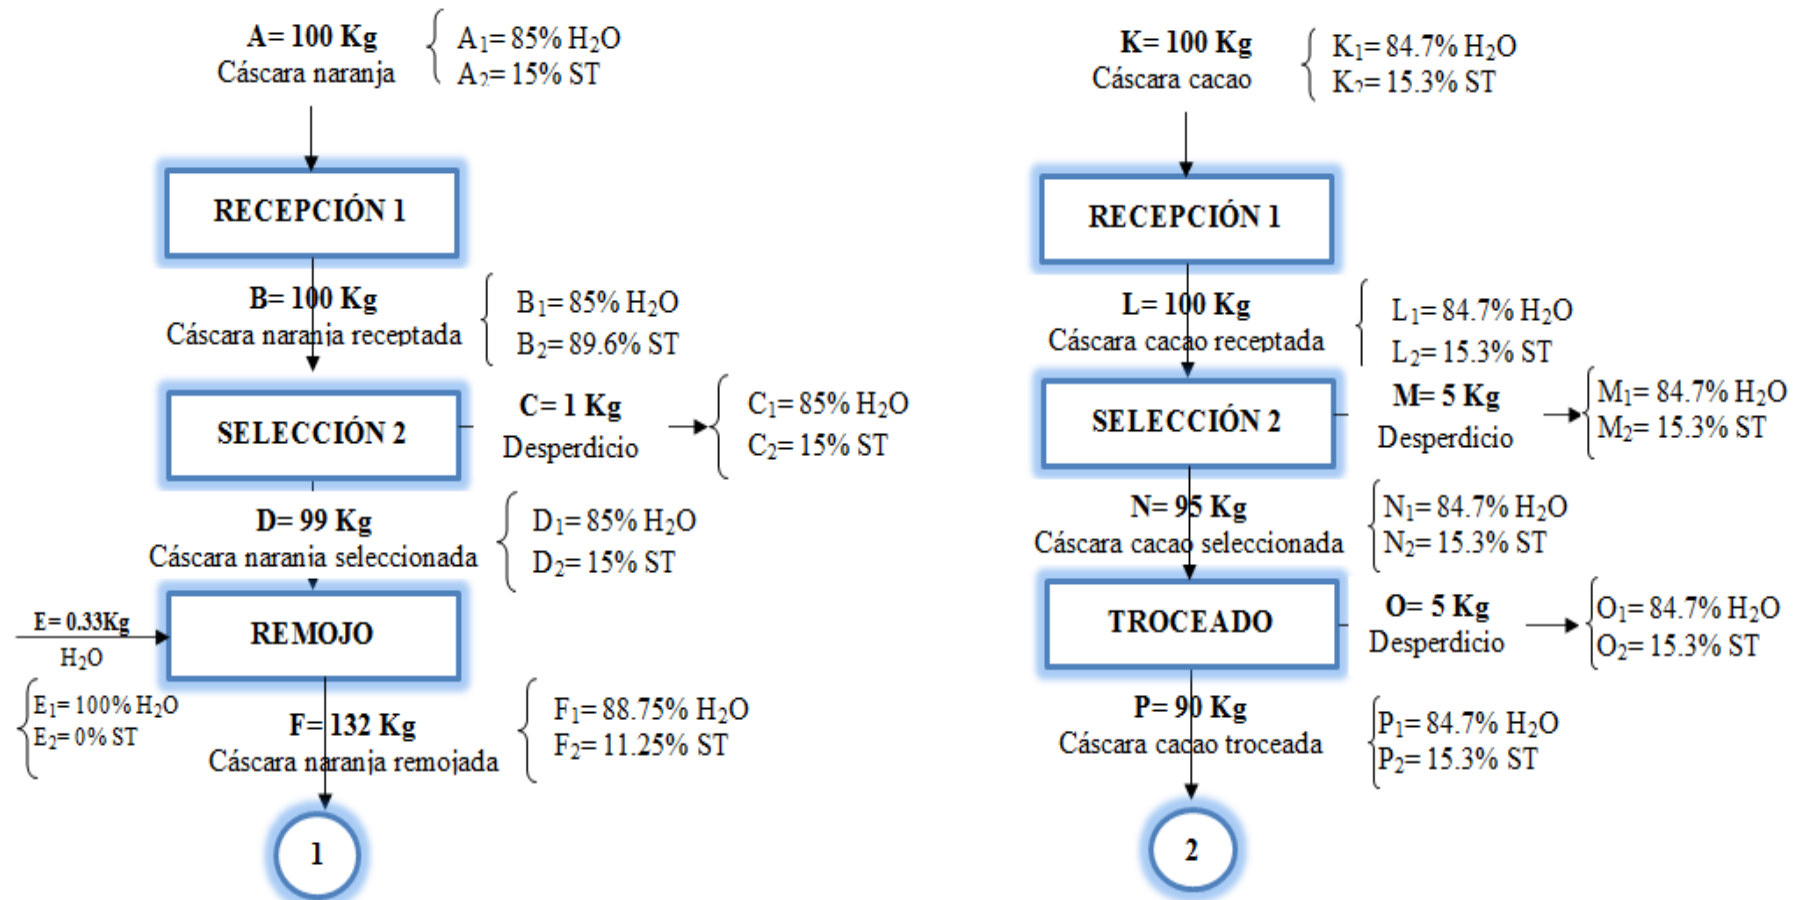 A= 100 Kg
Cáscara naranja
A₁= 85% H₂O
A₂= 15% ST
RECEPCIÓN 1
B= 100 Kg
Cáscara naranja receptada
B₁= 85% H₂O
B₂= 89.6% ST
SELECCIÓN 2
C= 1 Kg
Desperdicio
C₁= 85% H₂O
C₂= 15% ST
D= 99 Kg
Cáscara naranja seleccionada
D₁= 85% H₂O
D₂= 15% ST
E= 0.33Kg
H₂O
E₁= 100% H₂O
E₂= 0% ST
REMOJO
F= 132 Kg
Cáscara naranja remojada
F₁= 88.75% H₂O
F₂= 11.25% ST
1
K= 100 Kg
Cáscara cacao
K₁= 84.7% H₂O
K₂= 15.3% ST
RECEPCIÓN 1
L= 100 Kg
Cáscara cacao receptada
L₁= 84.7% H₂O
L₂= 15.3% ST
SELECCIÓN 2
M= 5 Kg
Desperdicio
M₁= 84.7% H₂O
M₂= 15.3% ST
N= 95 Kg
Cáscara cacao seleccionada
N₁= 84.7% H₂O
N₂= 15.3% ST
TROCEADO
O= 5 Kg
Desperdicio
O₁= 84.7% H₂O
O₂= 15.3% ST
P= 90 Kg
Cáscara cacao troceada
P₁= 84.7% H₂O
P₂= 15.3% ST
2